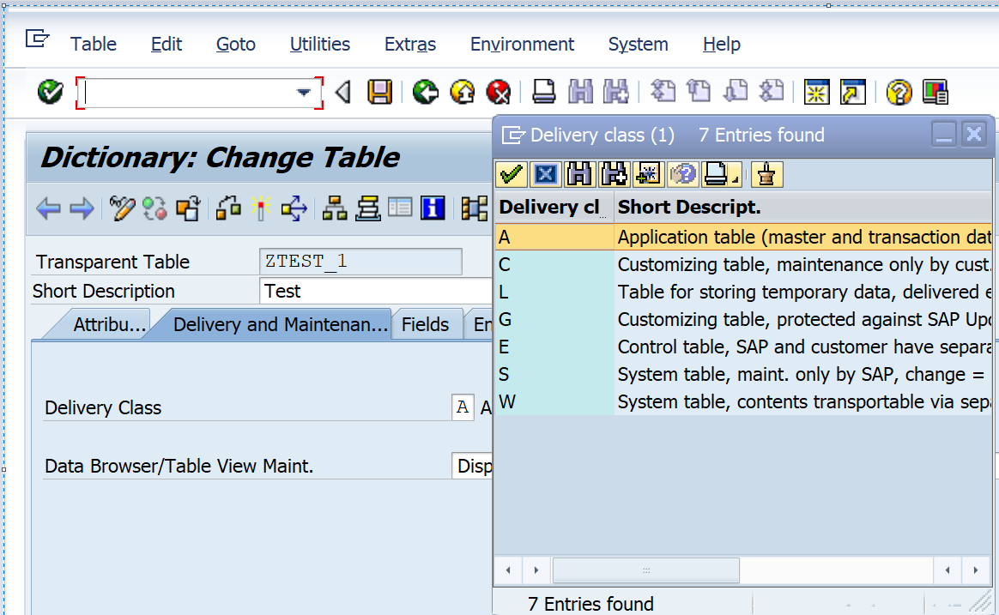 Table Edit Goto Utilities Extras Environment System Help
Delivery class (1) 7 Entries found
Dictionary: Change Table
Delivery cl... Short Descript.
A Application table (master and transaction dat
C Customizing table, maintenance only by cust.
L Table for storing temporary data, delivered e
G Customizing table, protected against SAP Upd
E Control table, SAP and customer have separa
S System table, maint. only by SAP, change =
W System table, contents transportable via sepa
7 Entries found
Transparent Table ZTEST_1
Short Description Test
Attribu... Delivery and Maintenan... Fields En
Delivery Class A A
Data Browser/Table View Maint. Disp